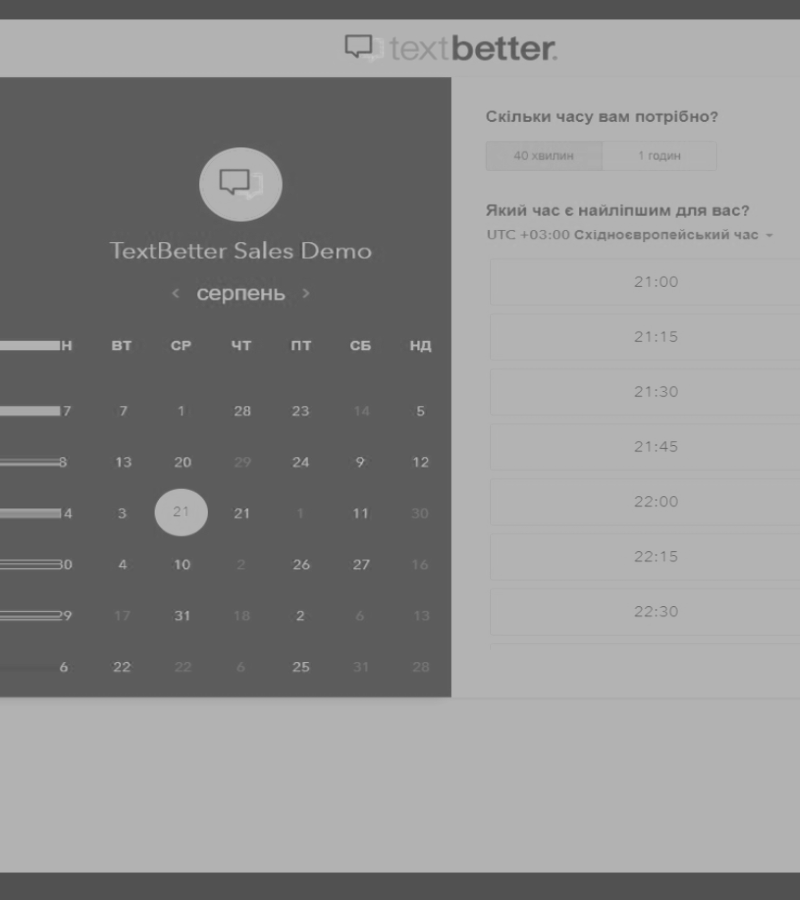 textbetter.
TextBetter Sales Demo
серпень
Н ВТ СР ЧТ ПТ СБ НД
7 7 1 28 23 14 5
8 13 20 29 24 9 12
4 3 21 21 1 11 30
0 4 10 2 26 27 16
9 17 31 18 2 6 13
6 22 22 6 25 31 28
Скільки часу вам потрібно?
40 хвилин 1 годин
Який час є найліпшим для вас?
UTC +03:00 Східноєвропейський час
21:00
21:15
21:30
21:45
22:00
22:15
22:30